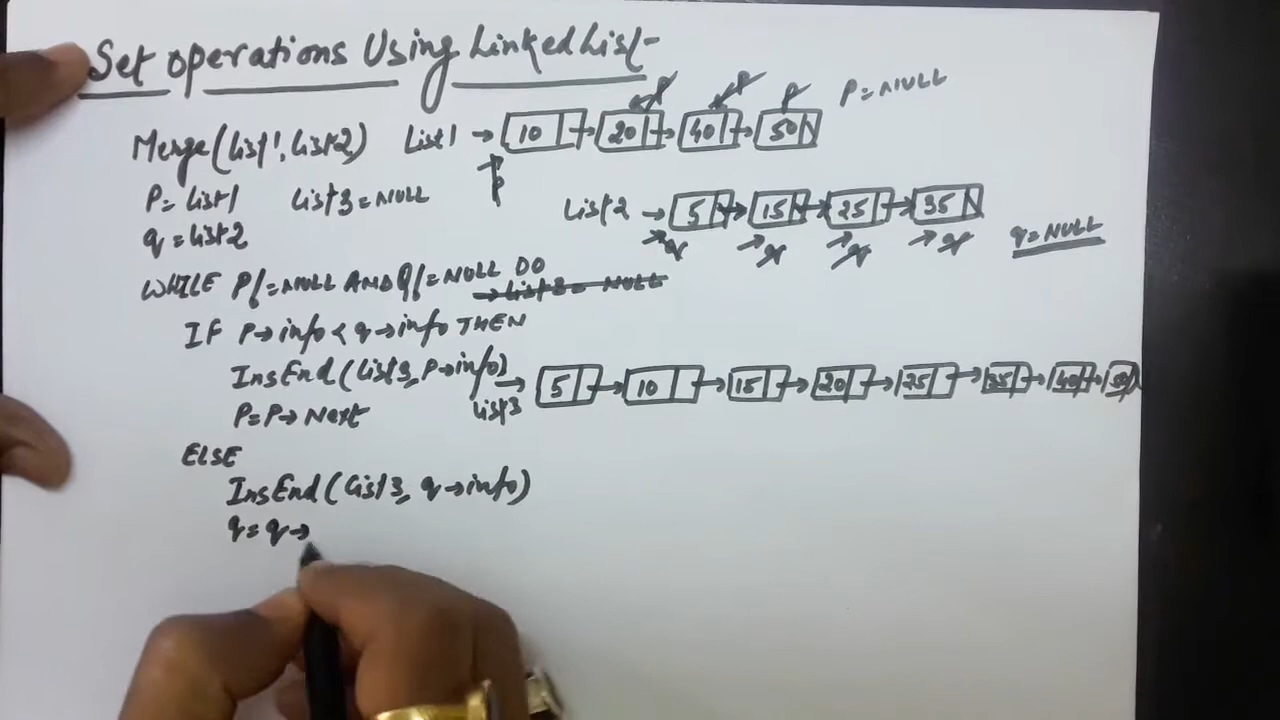 Set operations Using Linked List-
P=NULL
Merge(List1, List2) List1 → 10 20 40 50 N
P
P P P
P= List1 List3=NULL
List2 → 5 15 25 35 N
q = List2
q q q q
q=NULL
WHILE P!=NULL AND Q!=NULL DO
→ List3= NULL
IF P→info < q→info THEN
InsEnd(List3, P→info)
List3 → 5 → 10 → 15 → 20 → 25 → 35 → 40 → 50
P=P→Next
ELSE
InsEnd(List3, q→info)
q= q→